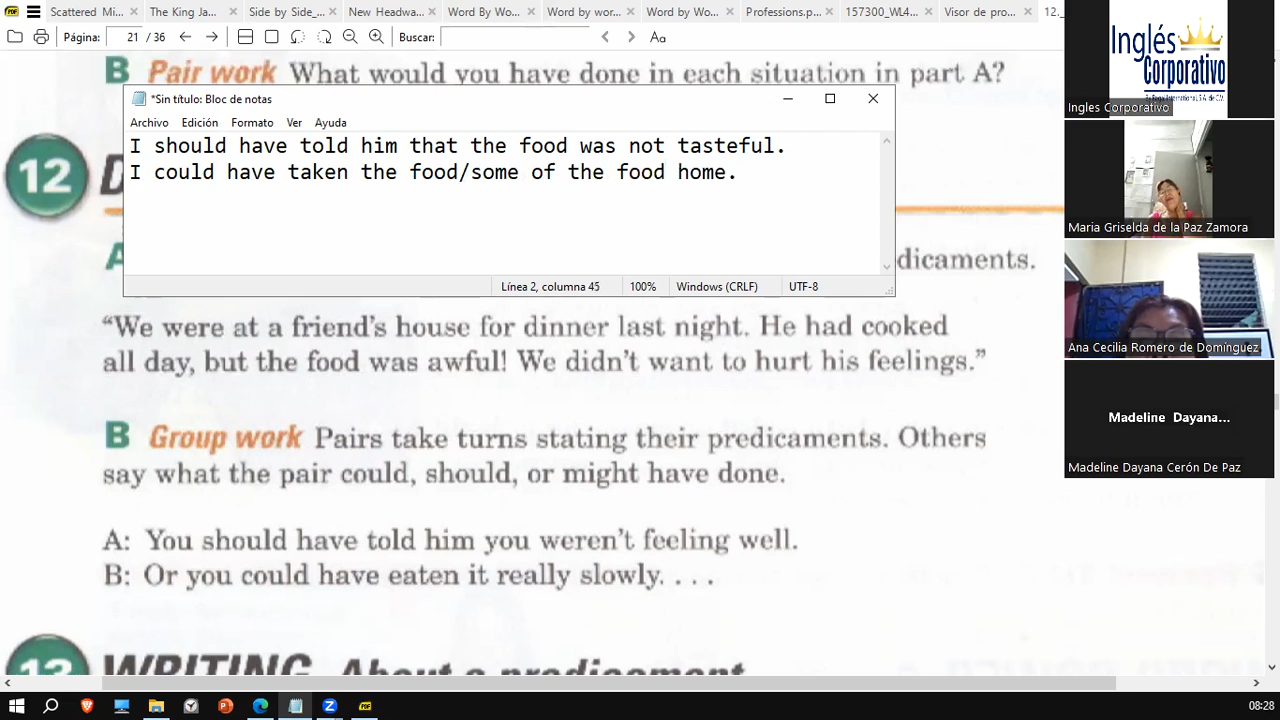 Scattered Mi...
The King Ja...
Side by Side_...
New Headwa...
Word By Wo...
Word by wor...
Word by W...
Professions.p...
157300_WL4...
Visor de pro...
12._
Página: 21 / 36
Buscar:
Aa
B Pair work What would you have done in each situation in part A?
*Sin título: Bloc de notas
Archivo Edición Formato Ver Ayuda
I should have told him that the food was not tasteful.
I could have taken the food/some of the food home.
Línea 2, columna 45 100% Windows (CRLF) UTF-8
12 D
A dicaments.
“We were at a friend’s house for dinner last night. He had cooked
all day, but the food was awful! We didn’t want to hurt his feelings.”
B Group work Pairs take turns stating their predicaments. Others
say what the pair could, should, or might have done.
A: You should have told him you weren’t feeling well.
B: Or you could have eaten it really slowly. . . .
13 WRITING About a predicament
Inglés
Corporativo
Ingles Corporativo
Maria Griselda de la Paz Zamora
Ana Cecilia Romero de Domínguez
Madeline Dayana...
Madeline Dayana Cerón De Paz
08:28